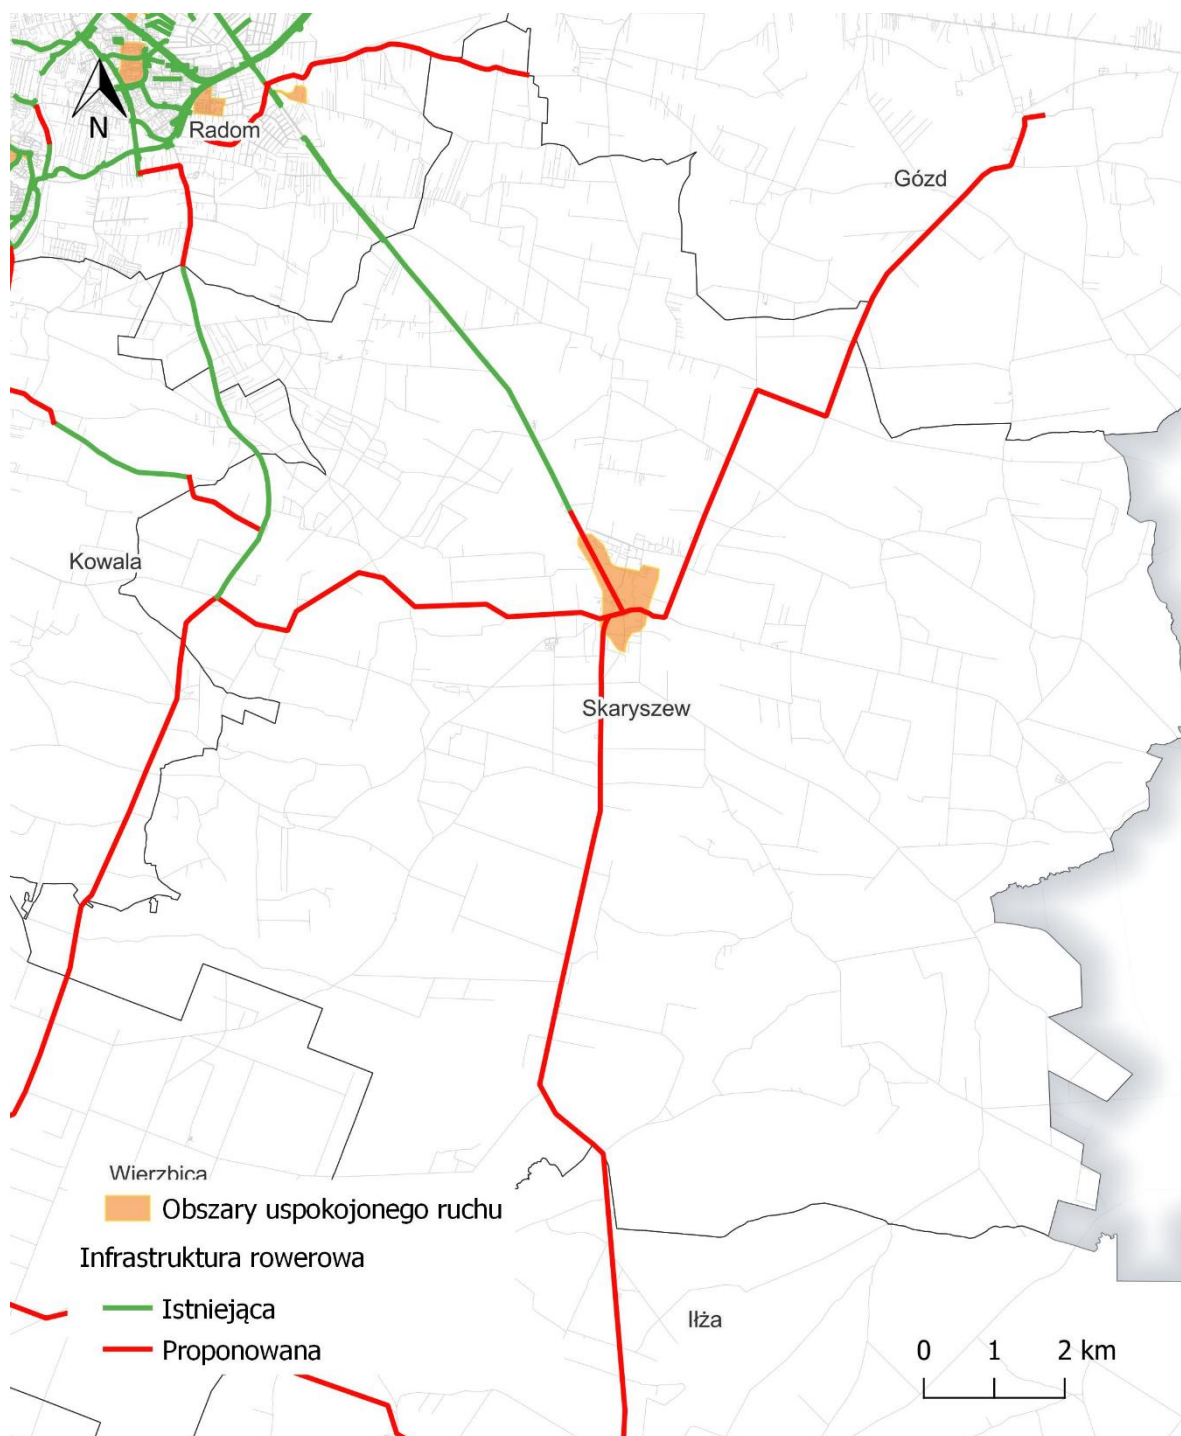 N
Radom
Gózd
Kowala
Skaryszew
Wierzbica
Obszary uspokojonego ruchu
Infrastruktura rowerowa
Istniejąca
Proponowana
Iłża
0 1 2 km